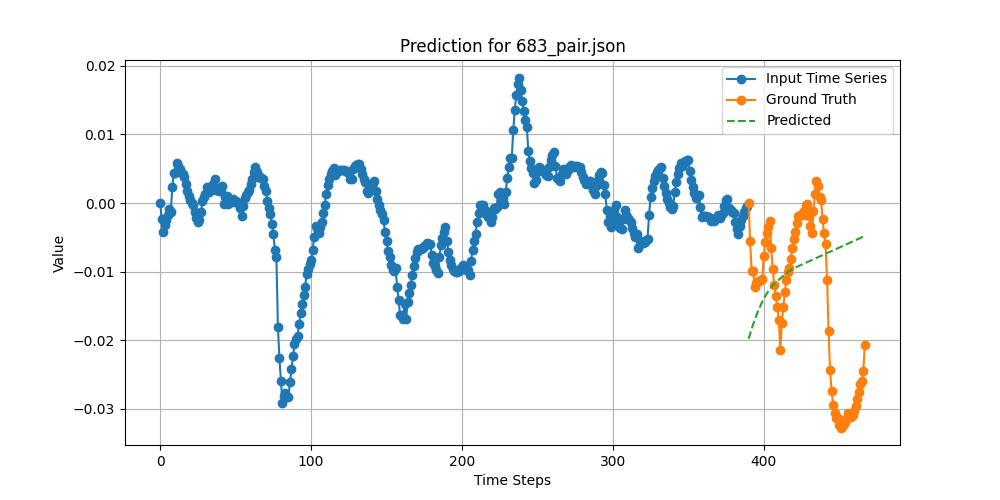 Prediction for 683_pair.json
0.02
0.01
0.00
−0.01
−0.02
−0.03
Value
0
100
200
300
400
Time Steps
Input Time Series
Ground Truth
Predicted